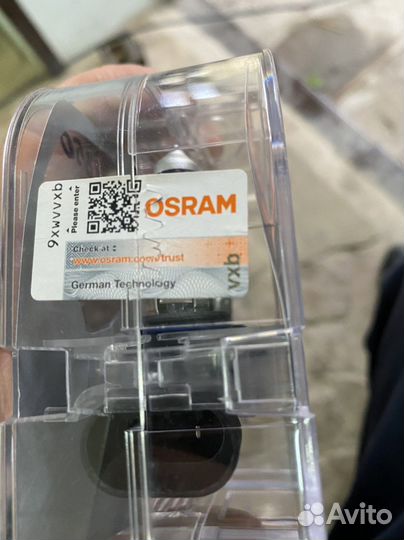 Please enter
9xwvvxb
OSRAM
Check at :
www.osram.com/trust
German Technology
vxb
Avito